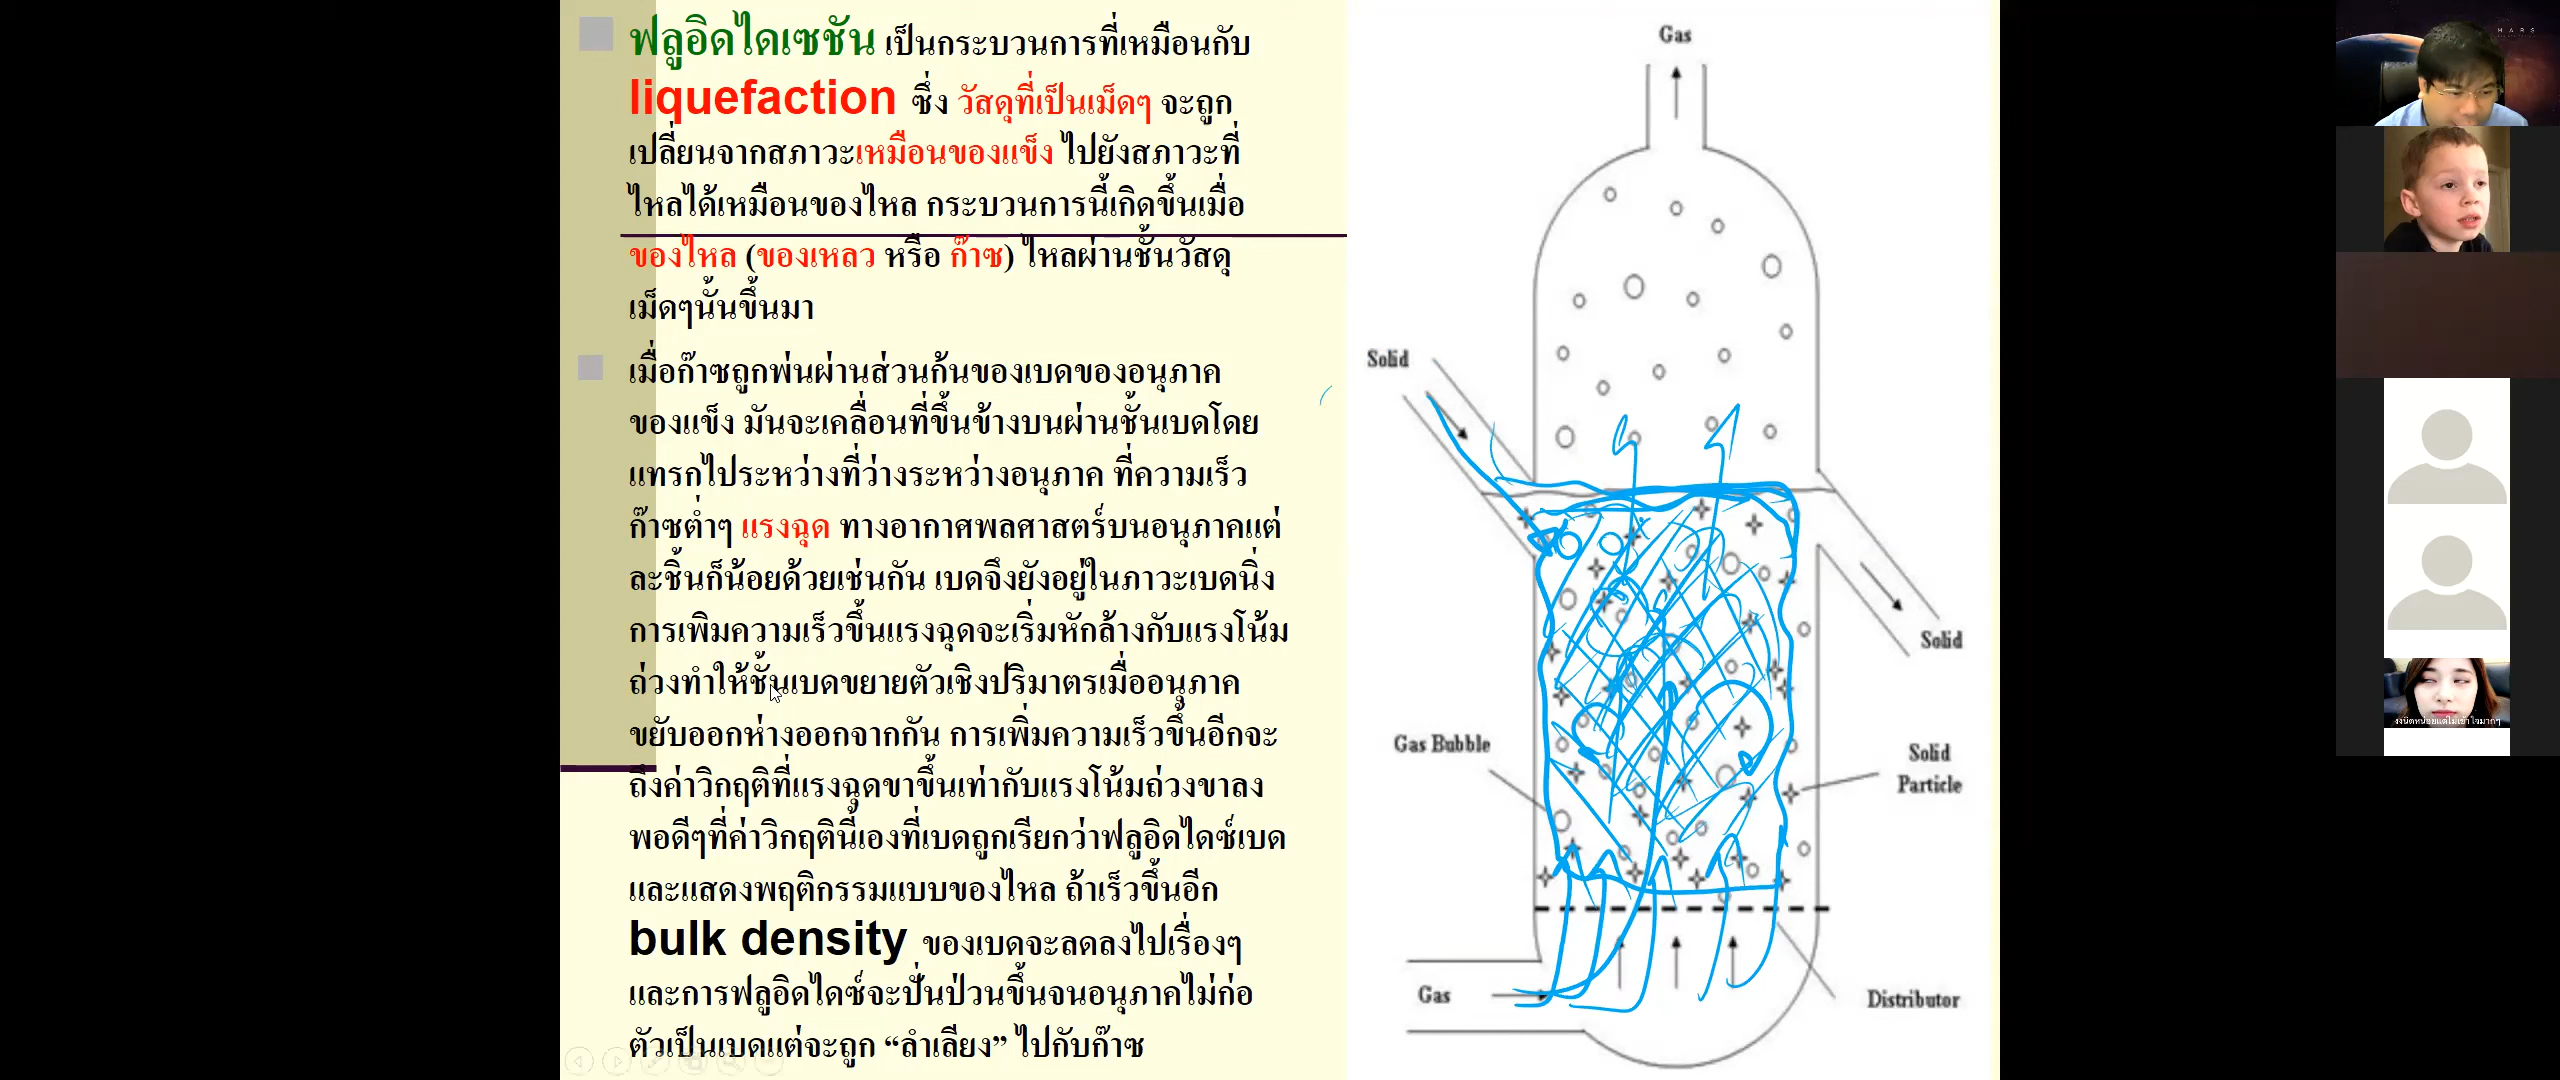 ฟลูอิดไดเซชัน เป็นกระบวนการที่เหมือนกับ
liquefaction ซึ่ง วัสดุที่เป็นเม็ดๆ จะถูก
เปลี่ยนจากสภาวะเหมือนของแข็ง ไปยังสภาวะที่
ไหลได้เหมือนของไหล กระบวนการนี้เกิดขึ้นเมื่อ
ของไหล (ของเหลว หรือ ก๊าซ) ไหลผ่านชั้นวัสดุ
เม็ดๆนั้นขึ้นมา
เมื่อก๊าซถูกพ่นผ่านส่วนก้นของเบดของอนุภาค
ของแข็ง มันจะเคลื่อนที่ขึ้นข้างบนผ่านชั้นเบดโดย
แทรกไประหว่างที่ว่างระหว่างอนุภาค ที่ความเร็ว
ก๊าซต่ำๆ แรงฉุด ทางอากาศพลศาสตร์บนอนุภาคแต่
ละชิ้นก็น้อยด้วยเช่นกัน เบดจึงยังอยู่ในภาวะเบดนิ่ง
การเพิมความเร็วขึ้นแรงฉุดจะเริ่มหักล้างกับแรงโน้ม
ถ่วงทำให้ชั้นเบดขยายตัวเชิงปริมาตรเมื่ออนุภาค
ขยับออกห่างออกจากกัน การเพิ่มความเร็วขึ้นอีกจะ
ถึงค่าวิกฤติที่แรงฉุดขาขึ้นเท่ากับแรงโน้มถ่วงขาลง
พอดีๆที่ค่าวิกฤตินี้เองที่เบดถูกเรียกว่าฟลูอิดไดซ์เบด
และแสดงพฤติกรรมแบบของไหล ถ้าเร็วขึ้นอีก
bulk density ของเบดจะลดลงไปเรื่องๆ
และการฟลูอิดไดซ์จะปั่นป่วนขึ้นจนอนุภาคไม่ก่อ
ตัวเป็นเบดแต่จะถูก “ลำเลียง” ไปกับก๊าซ
Gas
Solid
Solid
Gas Bubble
Solid
Particle
Gas
Distributor
MARS
งงนิดหน่อยแต่ไม่เข้าใจมากๆ